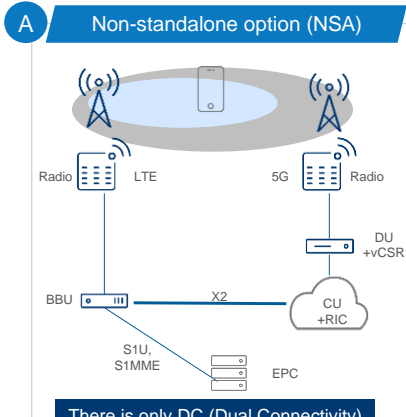 A
Non-standalone option (NSA)
Radio
LTE
5G
Radio
DU
+vCSR
BBU
X2
CU
+RIC
S1U,
S1MME
EPC
There is only DC (Dual Connectivity)